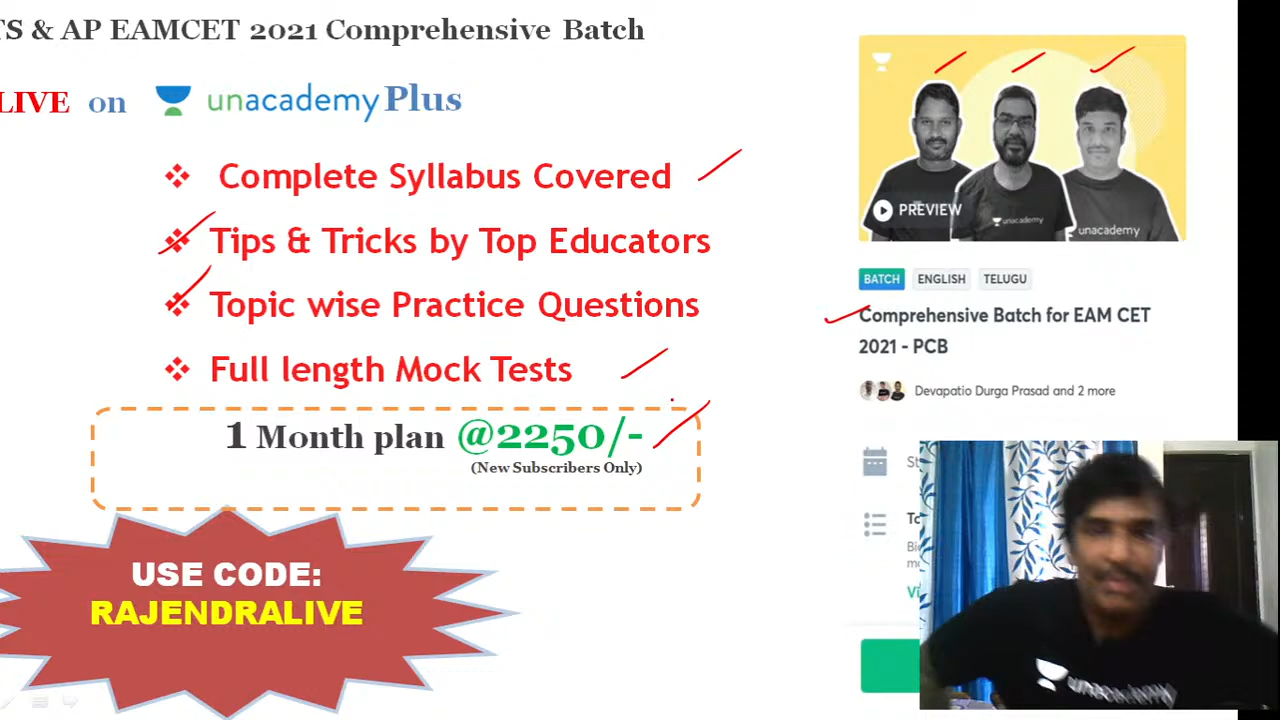 TS & AP EAMCET 2021 Comprehensive Batch
LIVE on unacademy Plus
Complete Syllabus Covered
Tips & Tricks by Top Educators
Topic wise Practice Questions
Full length Mock Tests
1 Month plan @2250/-
(New Subscribers Only)
USE CODE:
RAJENDRALIVE
PREVIEW
unacademy
unacademy
BATCH ENGLISH TELUGU
Comprehensive Batch for EAM CET
2021 - PCB
Devapatio Durga Prasad and 2 more
unacademy